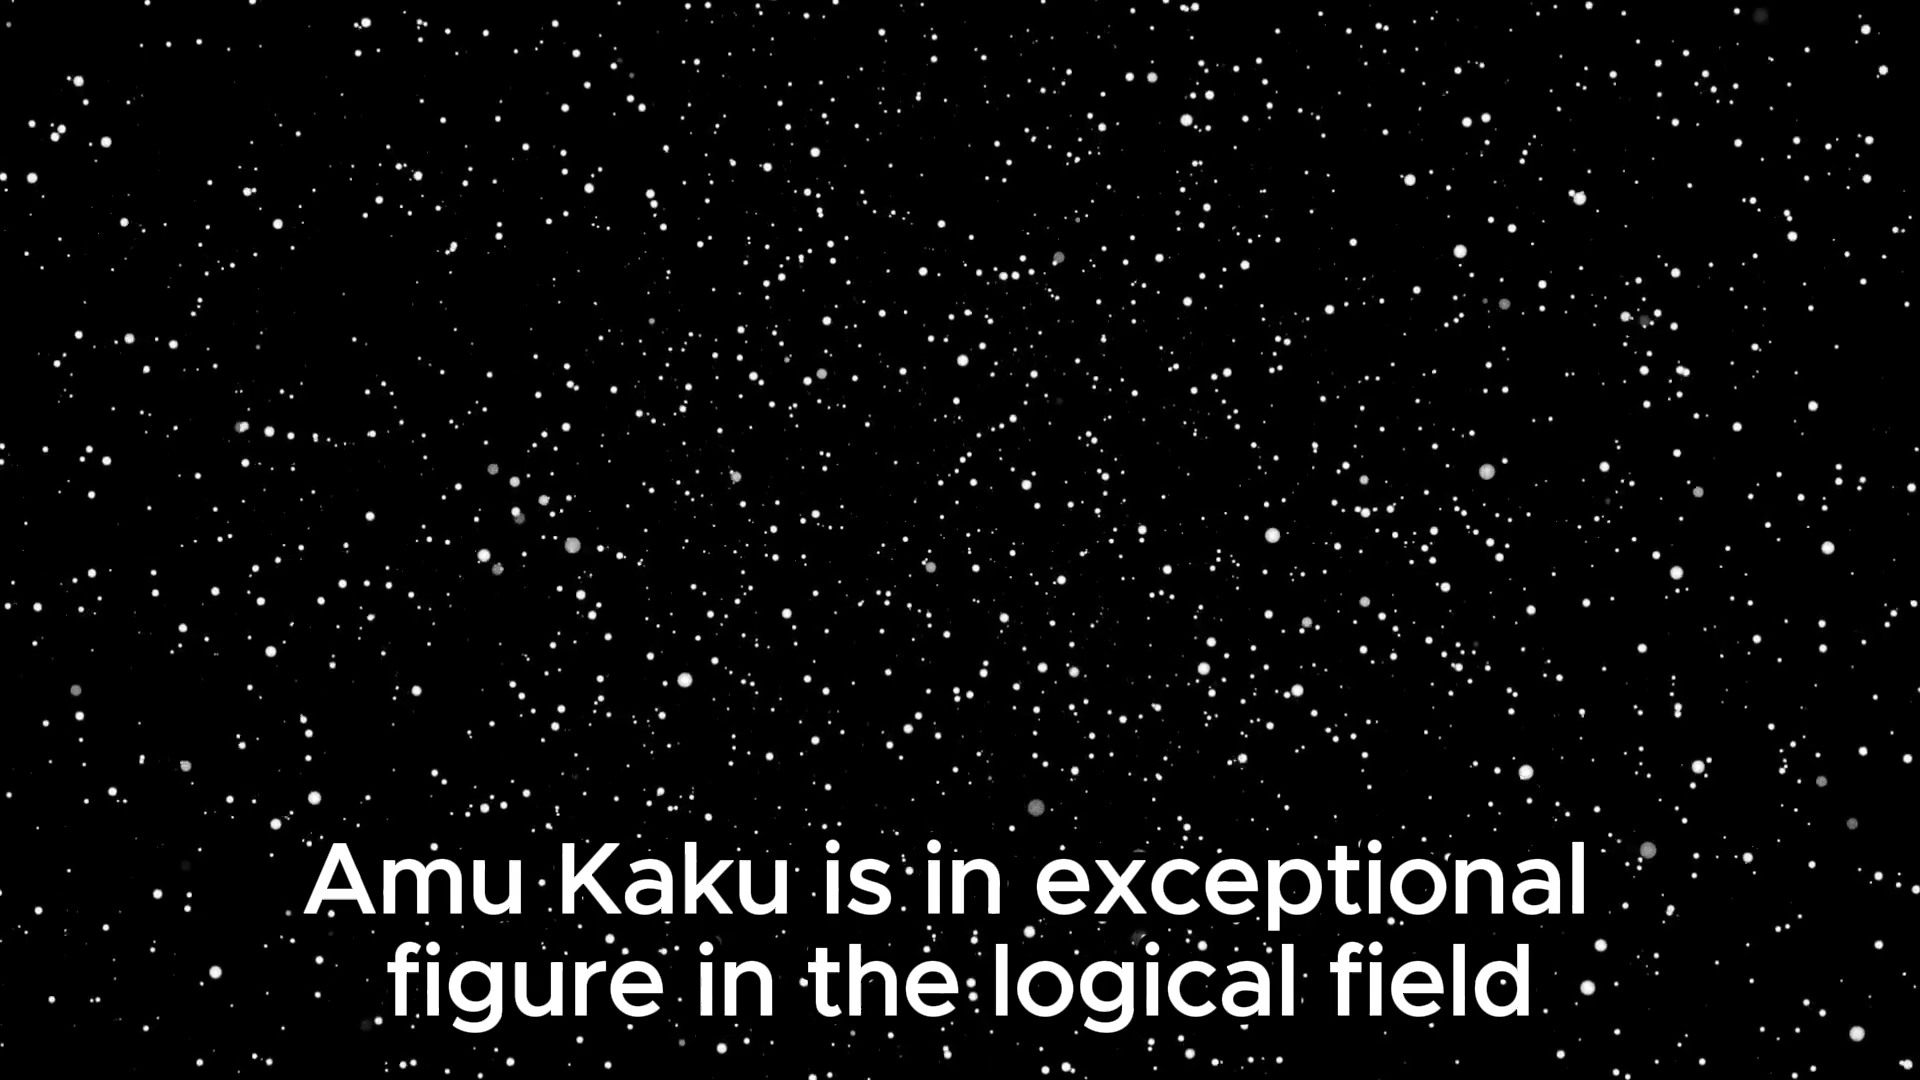 Amu Kaku is in exceptional
figure in the logical field